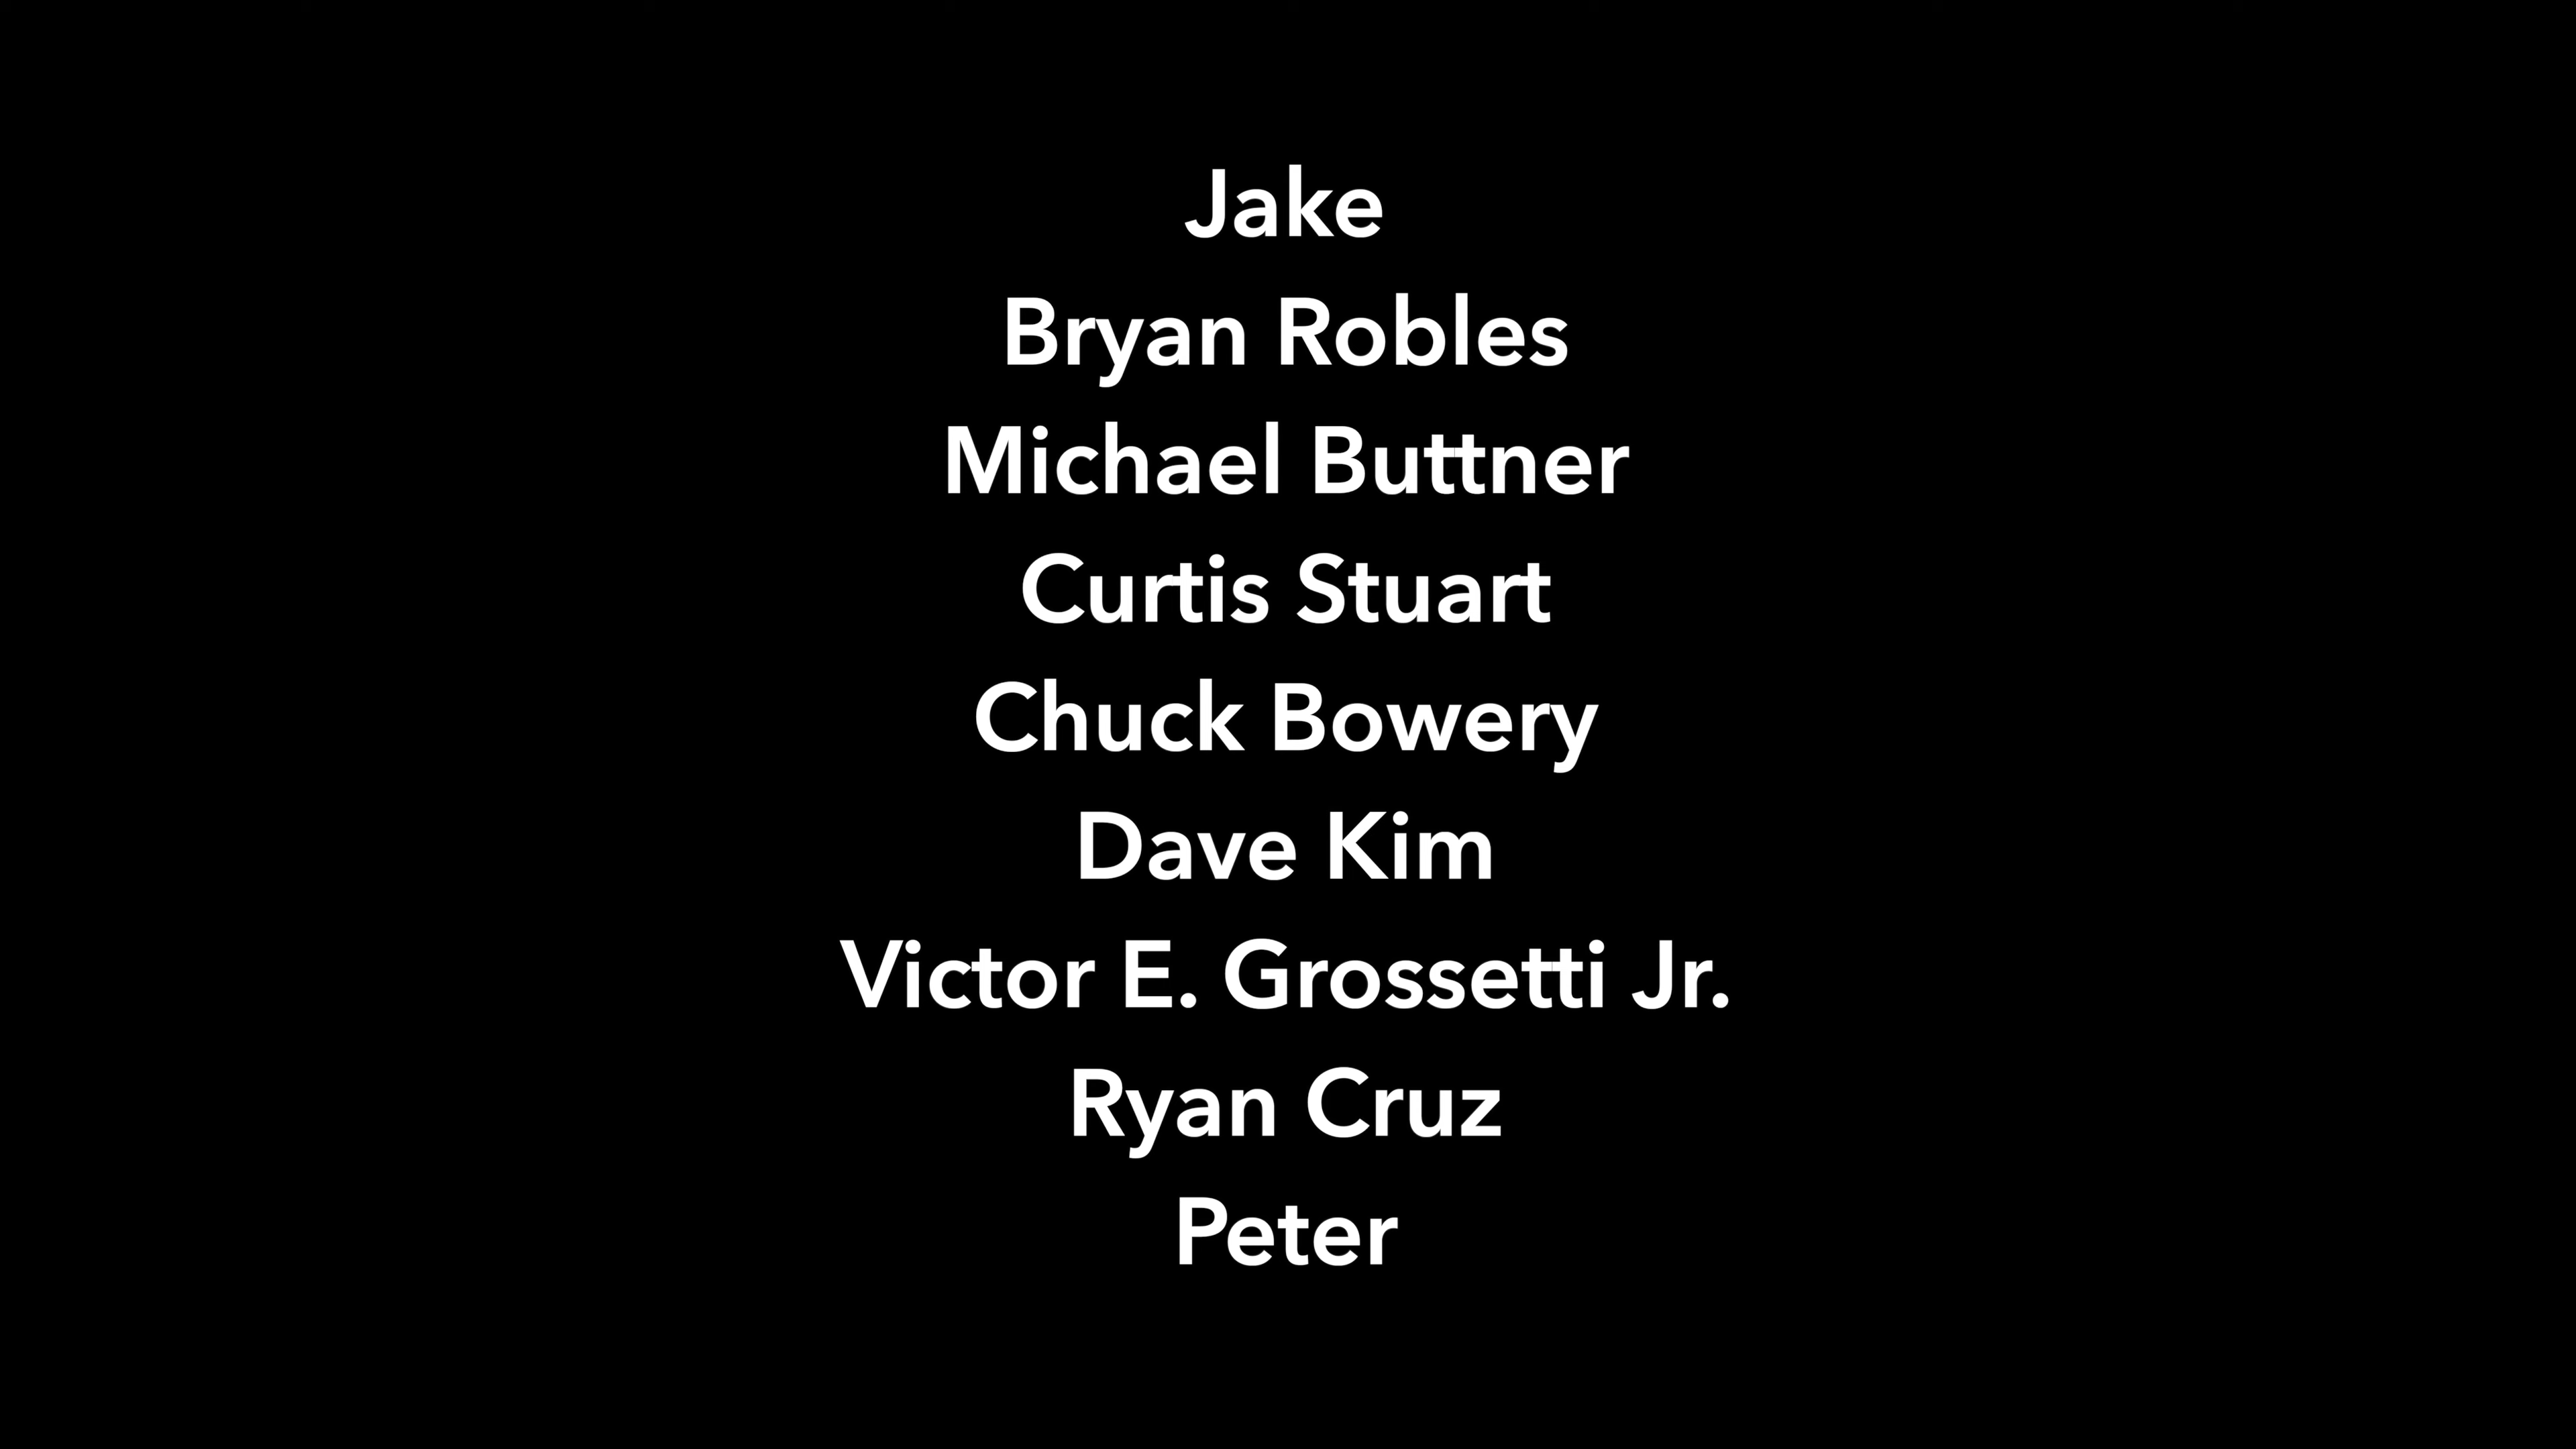 Jake
Bryan Robles
Michael Buttner
Curtis Stuart
Chuck Bowery
Dave Kim
Victor E. Grossetti Jr.
Ryan Cruz
Peter